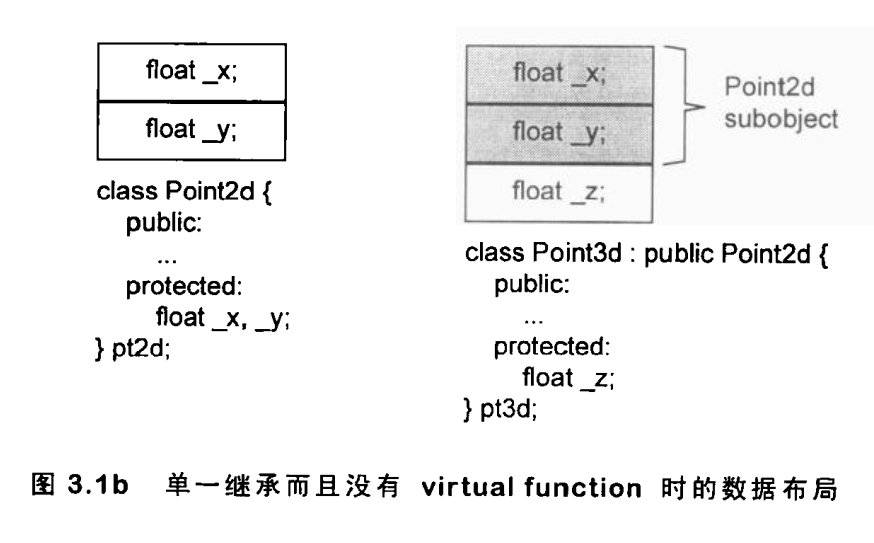 float _x;
float _y;
class Point2d {
public:
...
protected:
float _x, _y;
} pt2d;
float _x;
float _y;
float _z;
Point2d
subobject
class Point3d : public Point2d {
public:
...
protected:
float _z;
} pt3d;
图 3.1b 单一继承而且没有 virtual function 时的数据布局